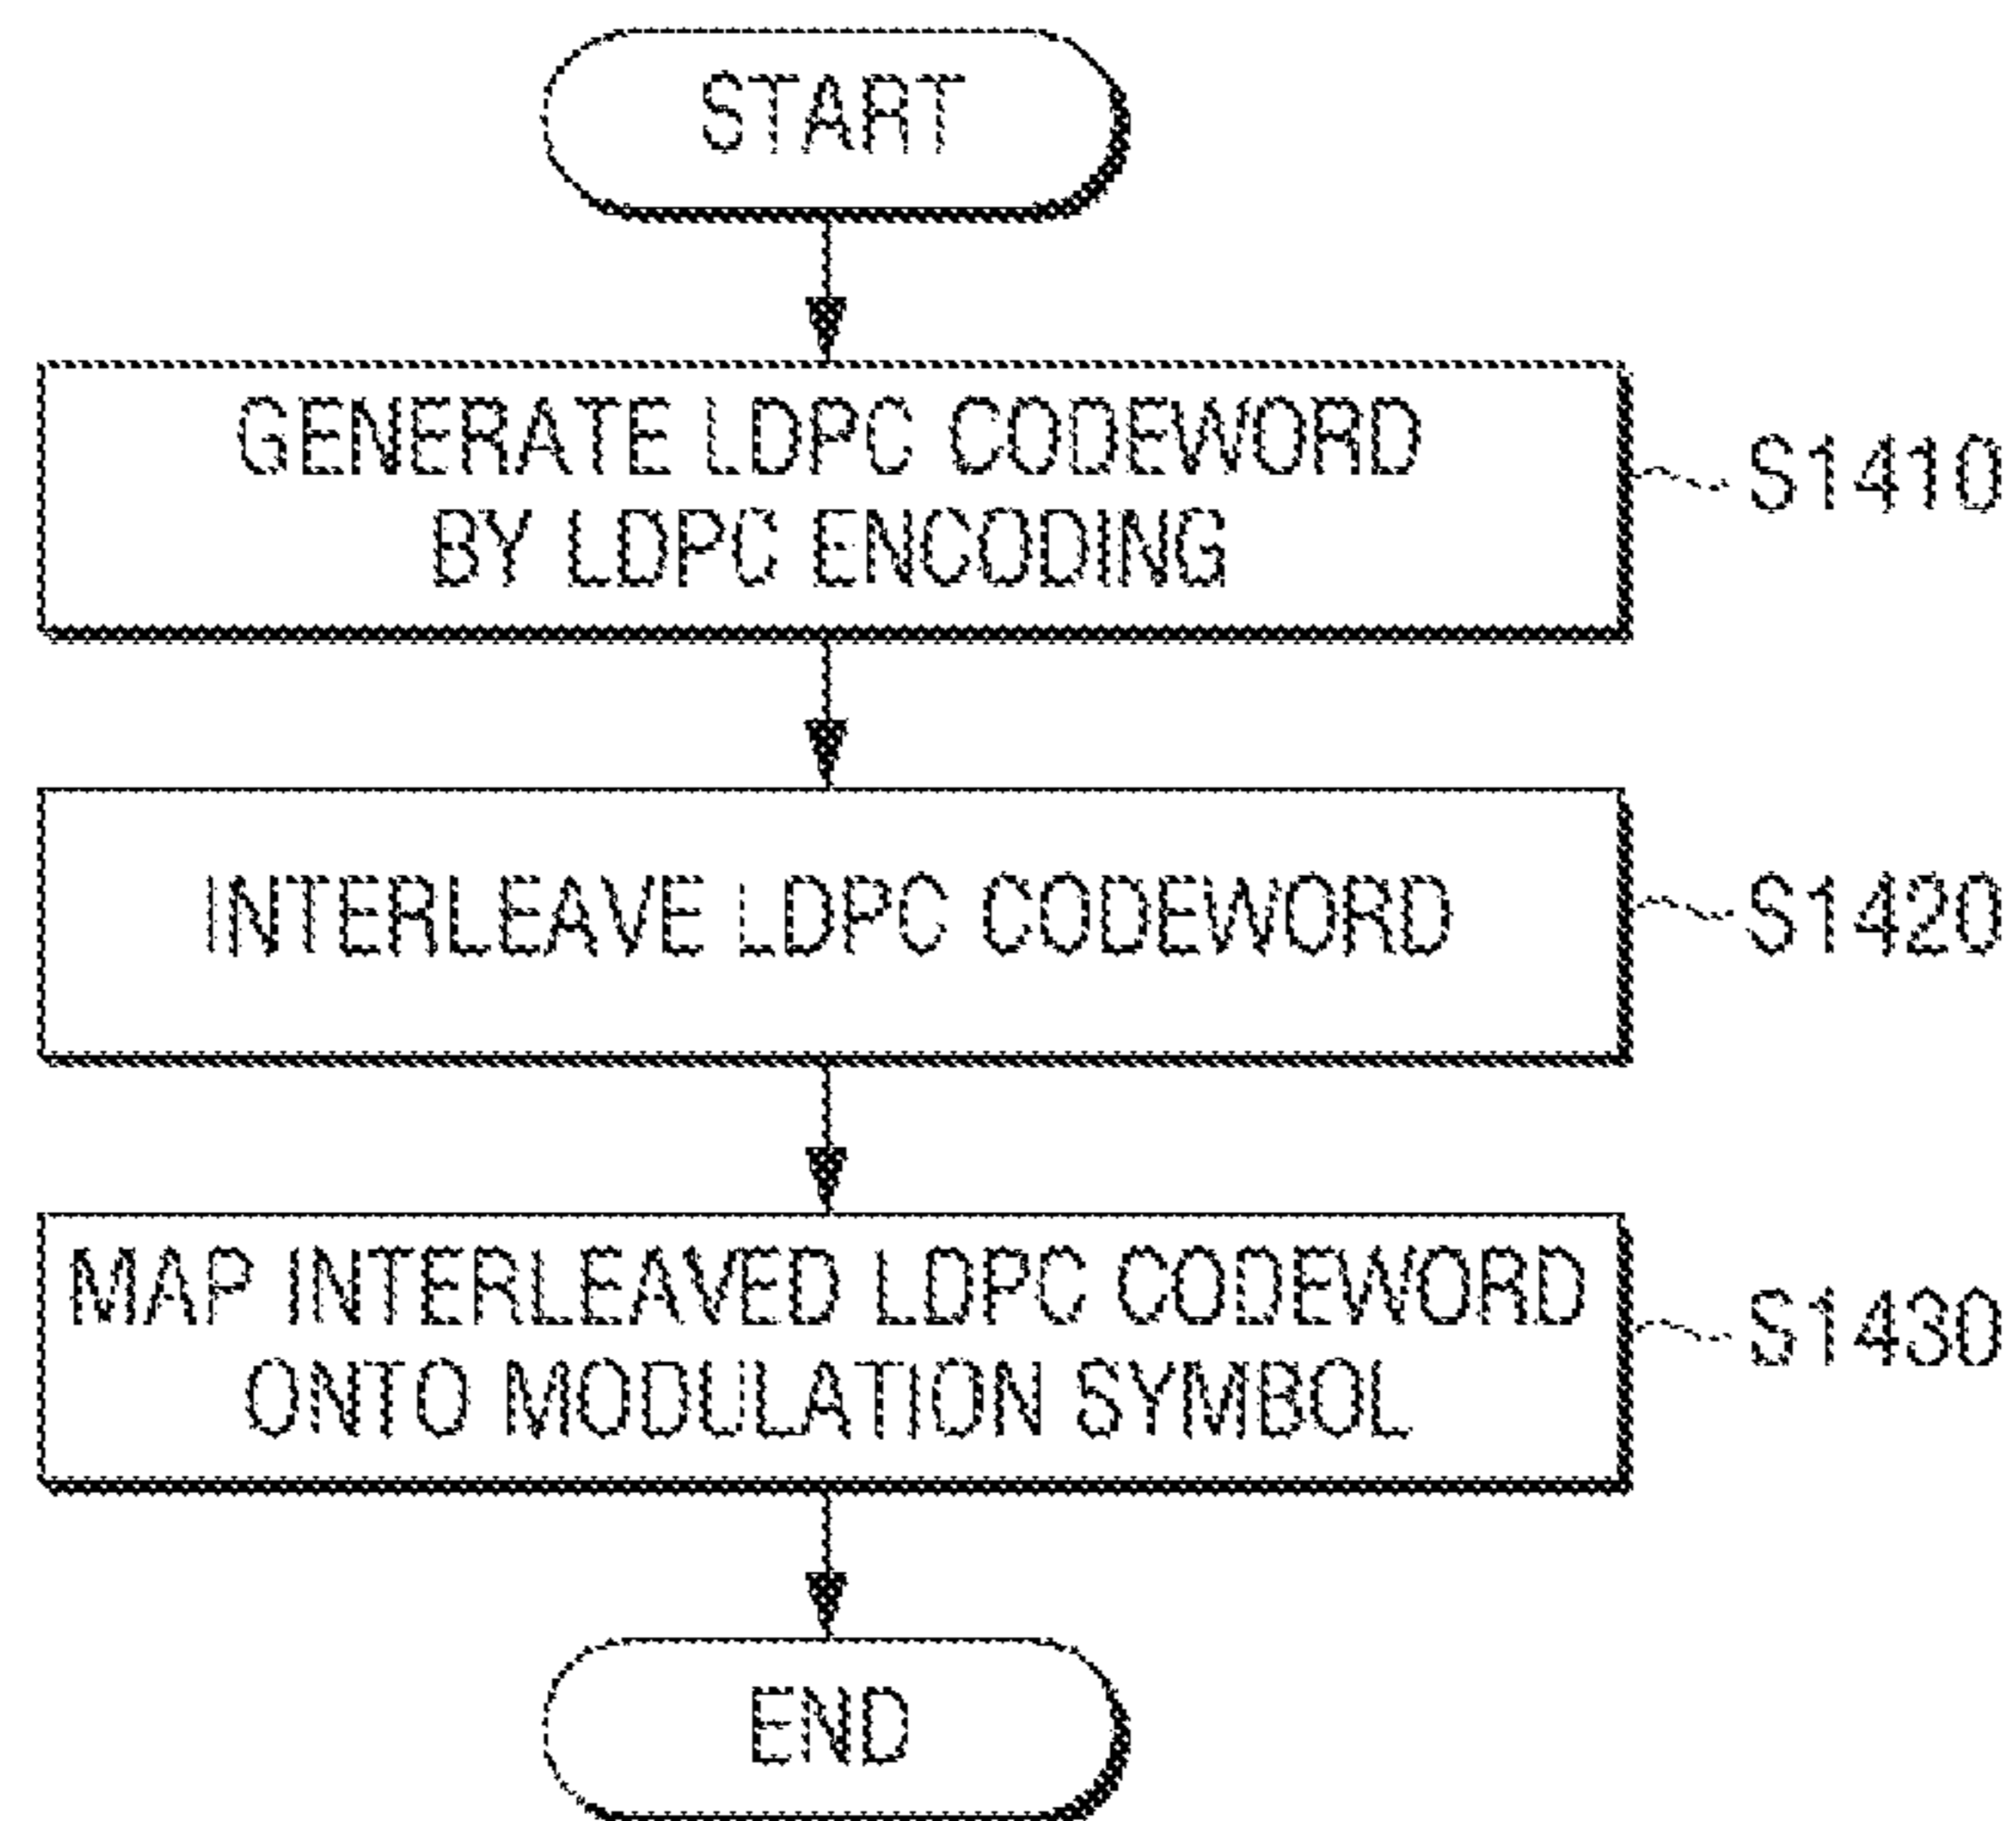 START
GENERATE LDPC CODEWORD
BY LDPC ENCODING
S1410
INTERLEAVE LDPC CODEWORD
S1420
MAP INTERLEAVED LDPC CODEWORD
ONTO MODULATION SYMBOL
S1430
END